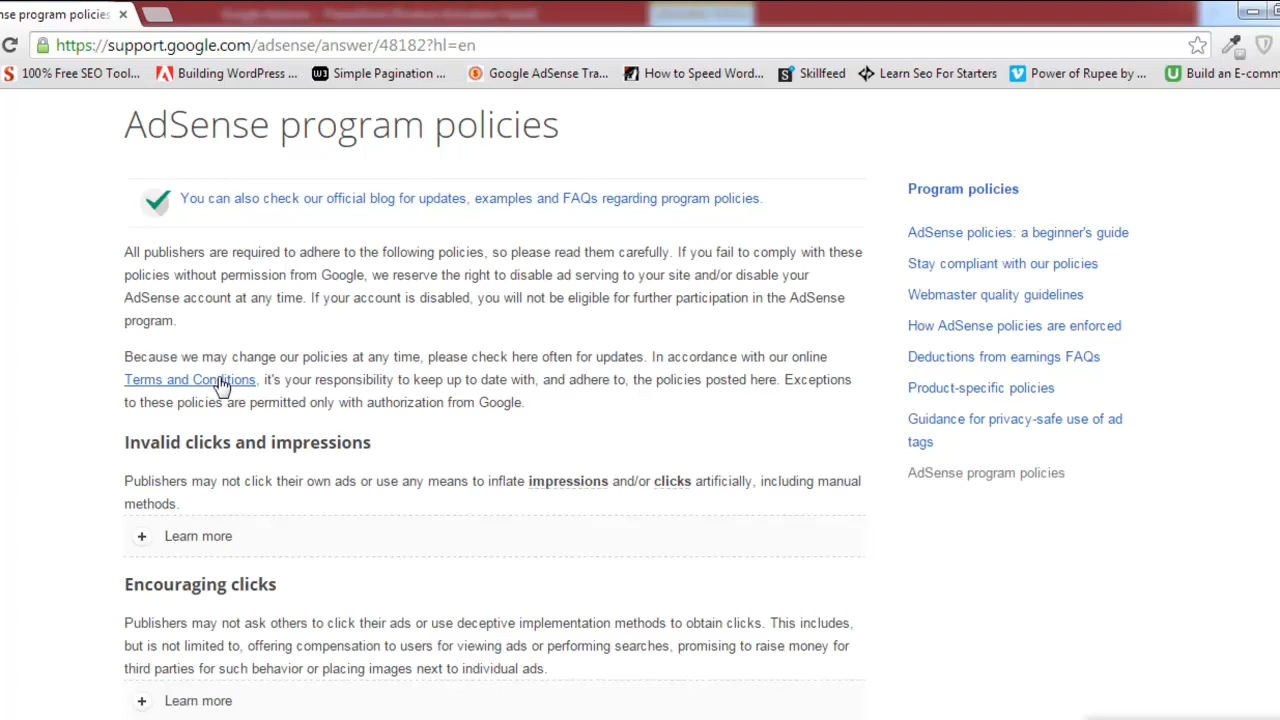 nse program policies
https://support.google.com/adsense/answer/48182?hl=en
100% Free SEO Tool... Building WordPress ... Simple Pagination ... Google AdSense Tra... How to Speed Word... Skillfeed Learn Seo For Starters Power of Rupee by ... Build an E-comm
AdSense program policies
You can also check our official blog for updates, examples and FAQs regarding program policies.
All publishers are required to adhere to the following policies, so please read them carefully. If you fail to comply with these
policies without permission from Google, we reserve the right to disable ad serving to your site and/or disable your
AdSense account at any time. If your account is disabled, you will not be eligible for further participation in the AdSense
program.
Because we may change our policies at any time, please check here often for updates. In accordance with our online
Terms and Conditions, it's your responsibility to keep up to date with, and adhere to, the policies posted here. Exceptions
to these policies are permitted only with authorization from Google.
Invalid clicks and impressions
Publishers may not click their own ads or use any means to inflate impressions and/or clicks artificially, including manual
methods.
+ Learn more
Encouraging clicks
Publishers may not ask others to click their ads or use deceptive implementation methods to obtain clicks. This includes,
but is not limited to, offering compensation to users for viewing ads or performing searches, promising to raise money for
third parties for such behavior or placing images next to individual ads.
+ Learn more
Program policies
AdSense policies: a beginner's guide
Stay compliant with our policies
Webmaster quality guidelines
How AdSense policies are enforced
Deductions from earnings FAQs
Product-specific policies
Guidance for privacy-safe use of ad
tags
AdSense program policies